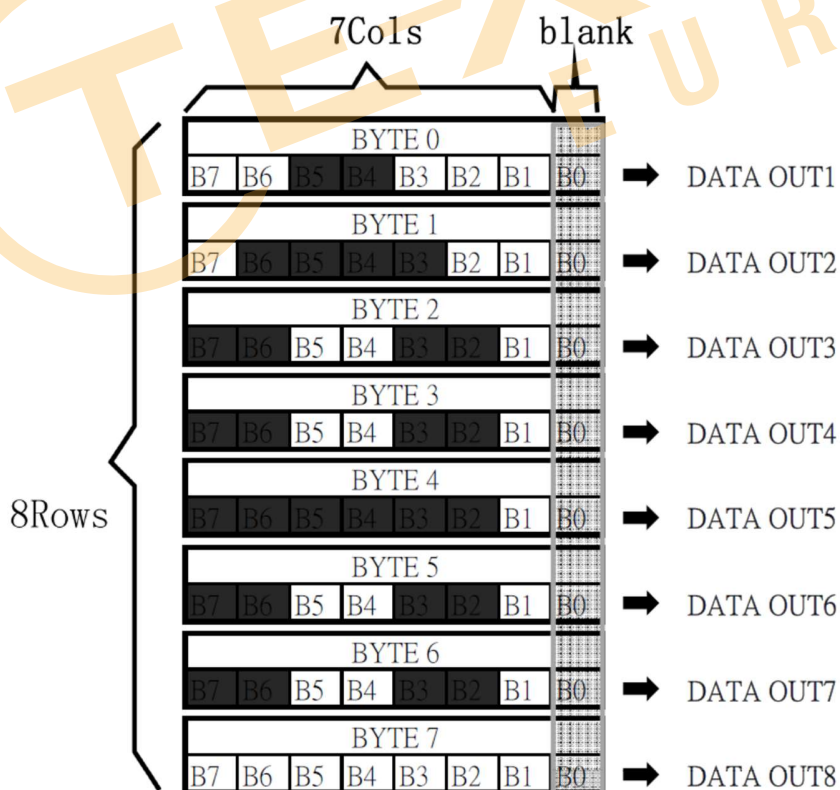 7Cols blank
BYTE 0
B7 B6 B5 B4 B3 B2 B1 B0 DATA OUT1
BYTE 1
B7 B6 B5 B4 B3 B2 B1 B0 DATA OUT2
BYTE 2
B7 B6 B5 B4 B3 B2 B1 B0 DATA OUT3
BYTE 3
B7 B6 B5 B4 B3 B2 B1 B0 DATA OUT4
BYTE 4
8Rows B7 B6 B5 B4 B3 B2 B1 B0 DATA OUT5
BYTE 5
B7 B6 B5 B4 B3 B2 B1 B0 DATA OUT6
BYTE 6
B7 B6 B5 B4 B3 B2 B1 B0 DATA OUT7
BYTE 7
B7 B6 B5 B4 B3 B2 B1 B0 DATA OUT8